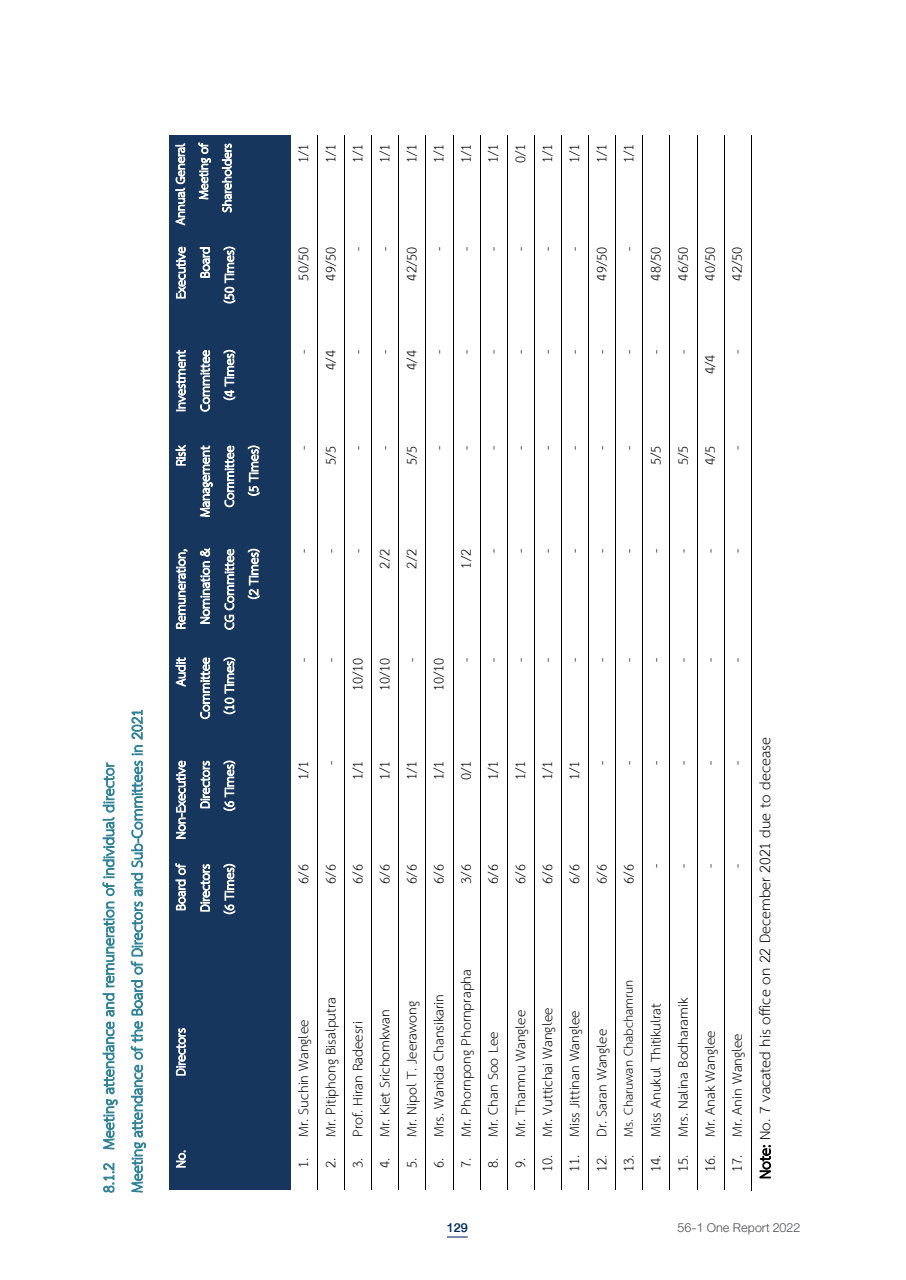 8.1.2 Meeting attendance and remuneration of individual director
Meeting attendance of the Board of Directors and Sub-Committees in 2021
No. Directors Board of Directors (6 Times) Non-Executive Directors (6 Times) Audit Committee (10 Times) Remuneration, Nomination & CG Committee (2 Times) Risk Management Committee (5 Times) Investment Committee (4 Times) Executive Board (50 Times) Annual General Meeting of Shareholders
1. Mr. Suchin Wanglee 6/6 1/1 - - - - 50/50 1/1
2. Mr. Pitiphong Bisalputra 6/6 - - - 5/5 4/4 49/50 1/1
3. Prof. Hiran Radeesri 6/6 1/1 10/10 - - - - 1/1
4. Mr. Kiet Srichomkwan 6/6 1/1 10/10 2/2 - - - 1/1
5. Mr. Nipol T. Jeerawong 6/6 1/1 - 2/2 5/5 4/4 42/50 1/1
6. Mrs. Wanida Chansikarin 6/6 1/1 10/10 - - - 1/1
7. Mr. Phornpong Phornprapha 3/6 0/1 - 1/2 - - - 1/1
8. Mr. Chan Soo Lee 6/6 1/1 - - - - - 1/1
9. Mr. Thamnu Wanglee 6/6 1/1 - - - - - 0/1
10. Mr. Vuttichai Wanglee 6/6 1/1 - - - - - 1/1
11. Miss Jittinan Wanglee 6/6 1/1 - - - - - 1/1
12. Dr. Saran Wanglee 6/6 - - - - - 49/50 1/1
13. Ms. Charuwan Chabchamrun 6/6 - - - - - - 1/1
14. Miss Anukul Thitikulrat - - - - 5/5 - 48/50
15. Mrs. Nalina Bodharamik - - - - 5/5 - 46/50
16. Mr. Anak Wanglee - - - - 4/5 4/4 40/50
17. Mr. Anin Wanglee - - - - - - 42/50
Note: No. 7 vacated his office on 22 December 2021 due to decease
129
56-1 One Report 2022